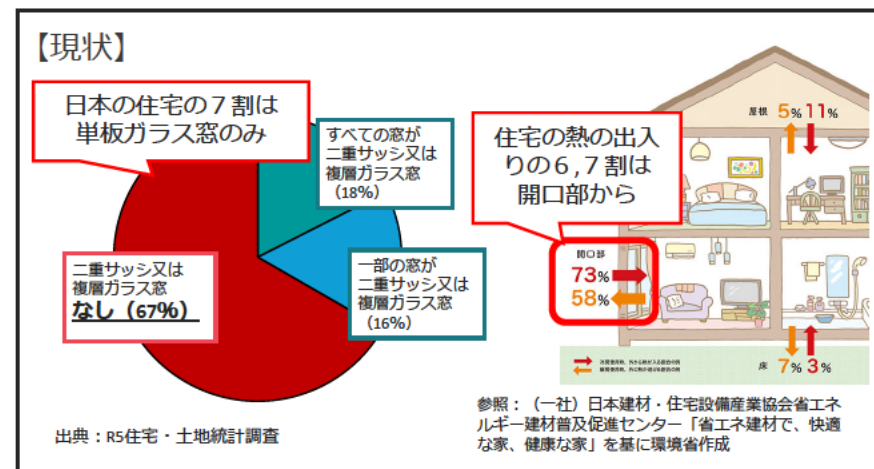 【現状】
日本の住宅の７割は
単板ガラス窓のみ
すべての窓が
二重サッシ又は
複層ガラス窓
（18%）
二重サッシ又は
複層ガラス窓
なし（67%）
一部の窓が
二重サッシ又は
複層ガラス窓
（16%）
出典：R5住宅・土地統計調査
住宅の熱の出入
りの６,７割は
開口部から
屋根 5% 11%
開口部
73%
58%
床 7% 3%
参照：（一社）日本建材・住宅設備産業協会省エネ
ルギー建材普及促進センター「省エネ建材で、快適
な家、健康な家」を基に環境省作成